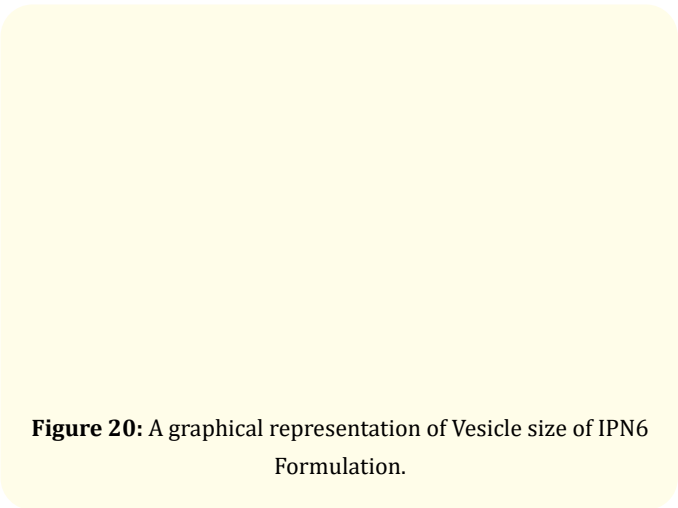 Figure 20: A graphical representation of Vesicle size of IPN6
Formulation.